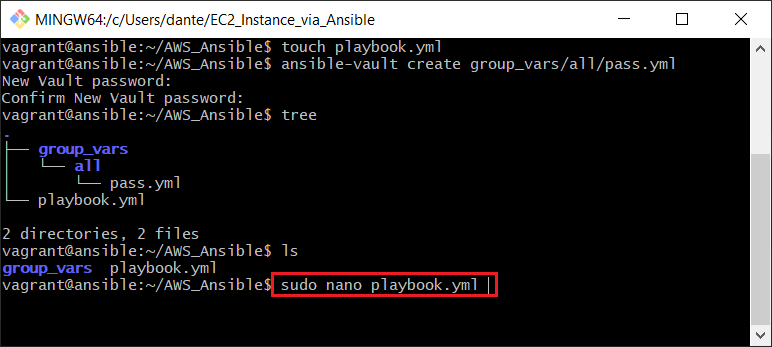 MINGW64:/c/Users/dante/EC2_Instance_via_Ansible
vagrant@ansible:~/AWS_Ansible$ touch playbook.yml
vagrant@ansible:~/AWS_Ansible$ ansible-vault create group_vars/all/pass.yml
New Vault password:
Confirm New Vault password:
vagrant@ansible:~/AWS_Ansible$ tree
.
├── group_vars
│   └── all
│       └── pass.yml
└── playbook.yml
2 directories, 2 files
vagrant@ansible:~/AWS_Ansible$ ls
group_vars  playbook.yml
vagrant@ansible:~/AWS_Ansible$ sudo nano playbook.yml